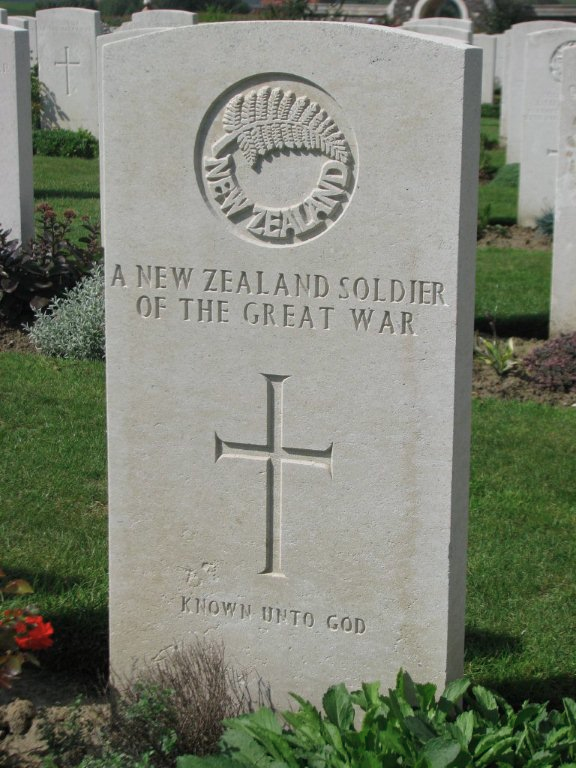 NEW ZEALAND
A NEW ZEALAND SOLDIER
OF THE GREAT WAR
KNOWN UNTO GOD